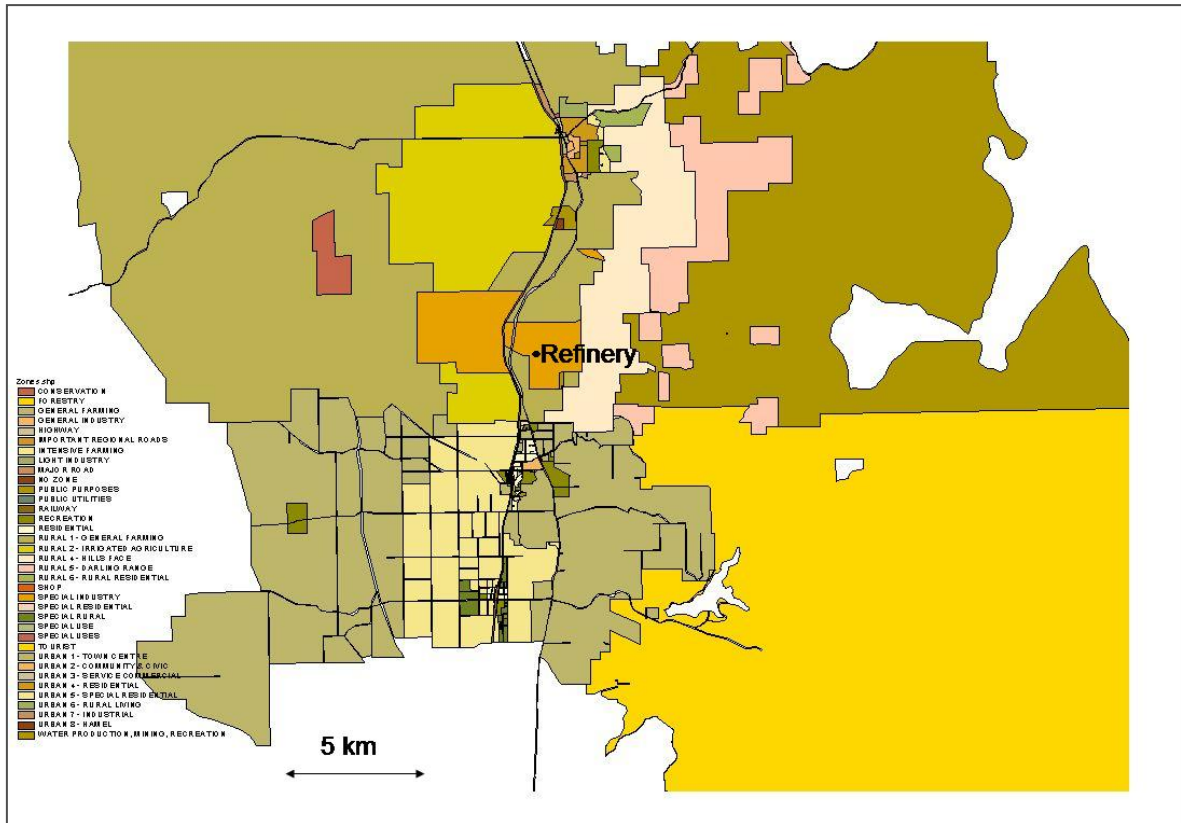 •Refinery
Zones.shp
CONSERVATION
FORESTRY
GENERAL FARMING
GENERAL INDUSTRY
HIGHWAY
IMPORTANT REGIONAL ROADS
INTENSIVE FARMING
LIGHT INDUSTRY
MAJOR ROAD
NO ZONE
PUBLIC PURPOSES
PUBLIC UTILITIES
RAILWAY
RECREATION
RESIDENTIAL
RURAL 1 - GENERAL FARMING
RURAL 2 - IRRIGATED AGRICULTURE
RURAL 4 - HILLS FACE
RURAL 5 - DARLING RANGE
RURAL 6 - RURAL RESIDENTIAL
SHOP
SPECIAL INDUSTRY
SPECIAL RESIDENTIAL
SPECIAL RURAL
SPECIAL USE
SPECIAL USES
TOURIST
URBAN 1 - TOWN CENTRE
URBAN 2 - COMMUNITY & CIVIC
URBAN 3 - SERVICE COMMERCIAL
URBAN 4 - RESIDENTIAL
URBAN 5 - SPECIAL RESIDENTIAL
URBAN 6 - RURAL LIVING
URBAN 7 - INDUSTRIAL
URBAN 8 - HAMEL
WATER PRODUCTION, MINING, RECREATION
5 km